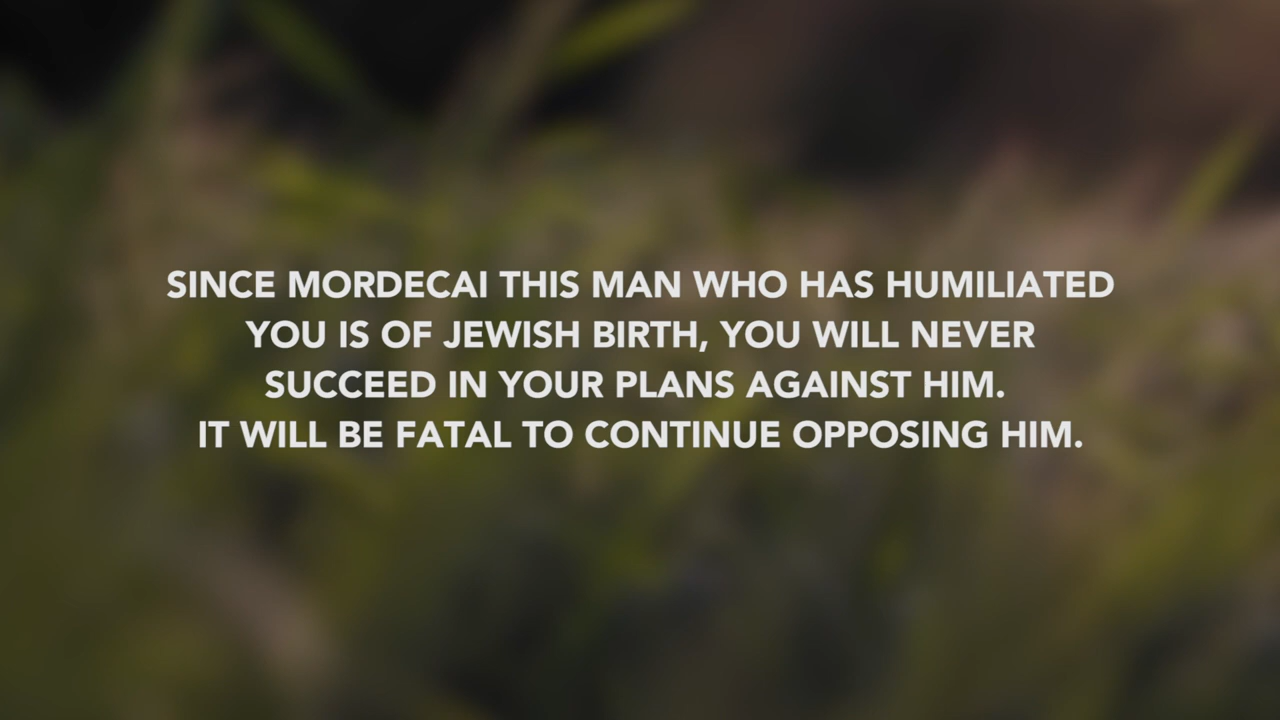 SINCE MORDECAI THIS MAN WHO HAS HUMILIATED
YOU IS OF JEWISH BIRTH, YOU WILL NEVER
SUCCEED IN YOUR PLANS AGAINST HIM.
IT WILL BE FATAL TO CONTINUE OPPOSING HIM.